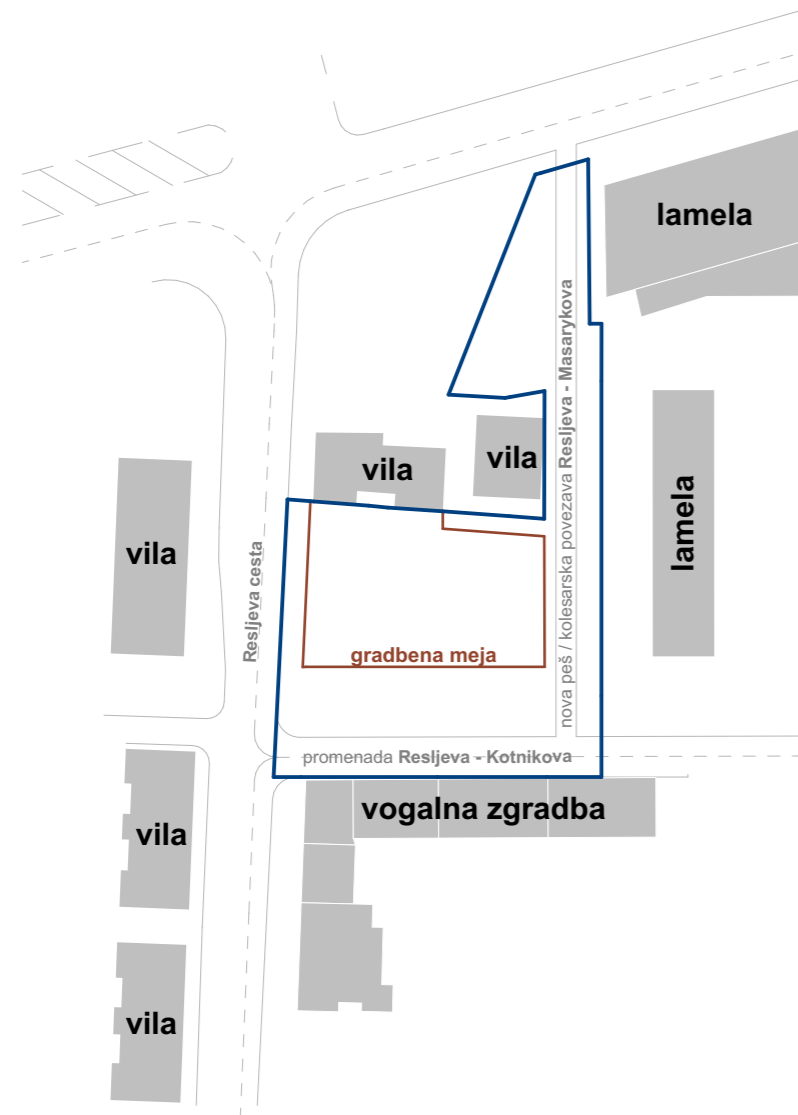 lamela
nova peš / kolesarska povezava Resljeva - Masarykova
vila
vila
vila
lamela
Resljeva cesta
gradbena meja
promenada Resljeva - Kotnikova
vogalna zgradba
vila
vila